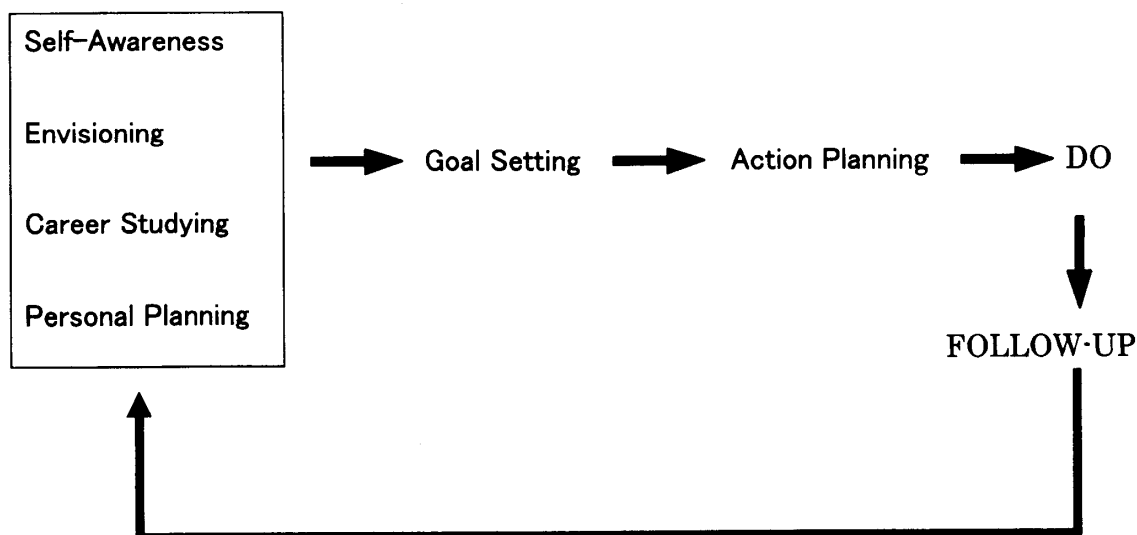 Self-Awareness
Envisioning
Career Studying
Personal Planning
Goal Setting
Action Planning
DO
FOLLOW-UP